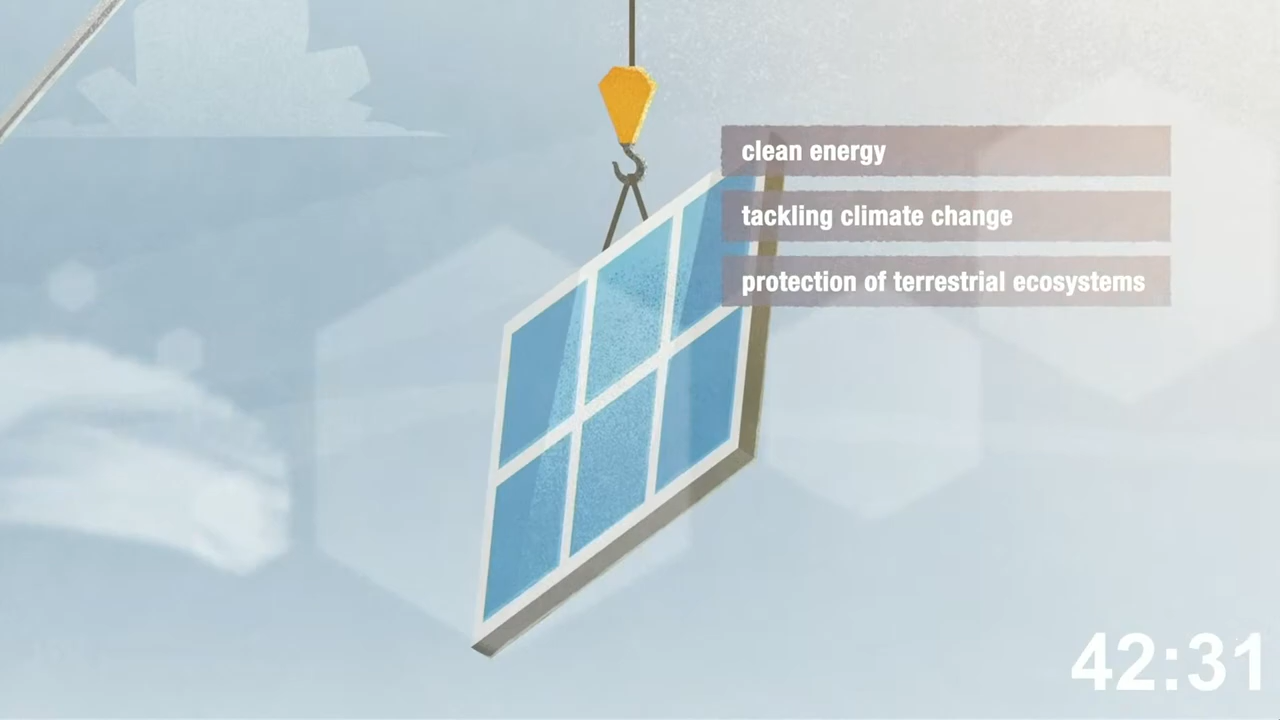 clean energy
tackling climate change
protection of terrestrial ecosystems
42:31